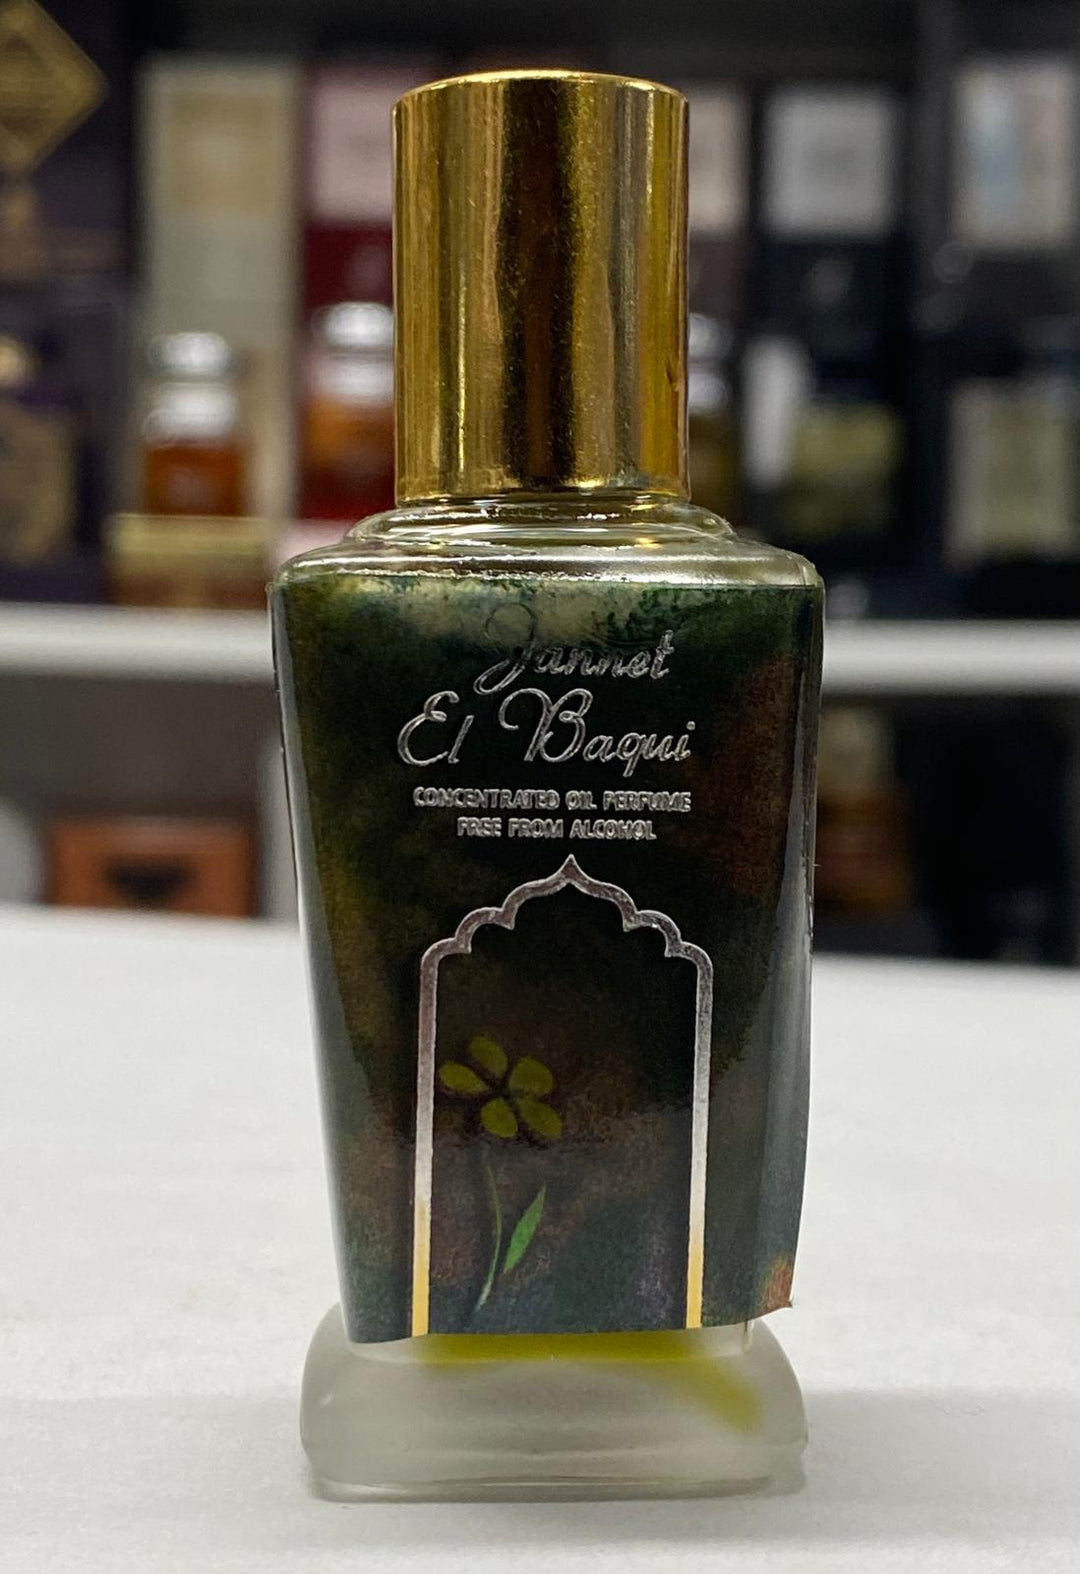 Jannet
El Baqui
CONCENTRATED OIL PERFUME
FREE FROM ALCOHOL